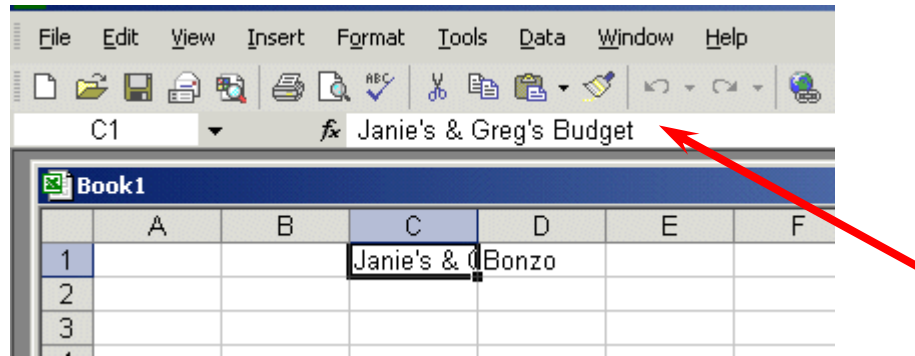 File Edit View Insert Format Tools Data Window Help
ABC
C1 fx Janie's & Greg's Budget
Book1
A B C D E F
1 Janie's & Bonzo
2
3